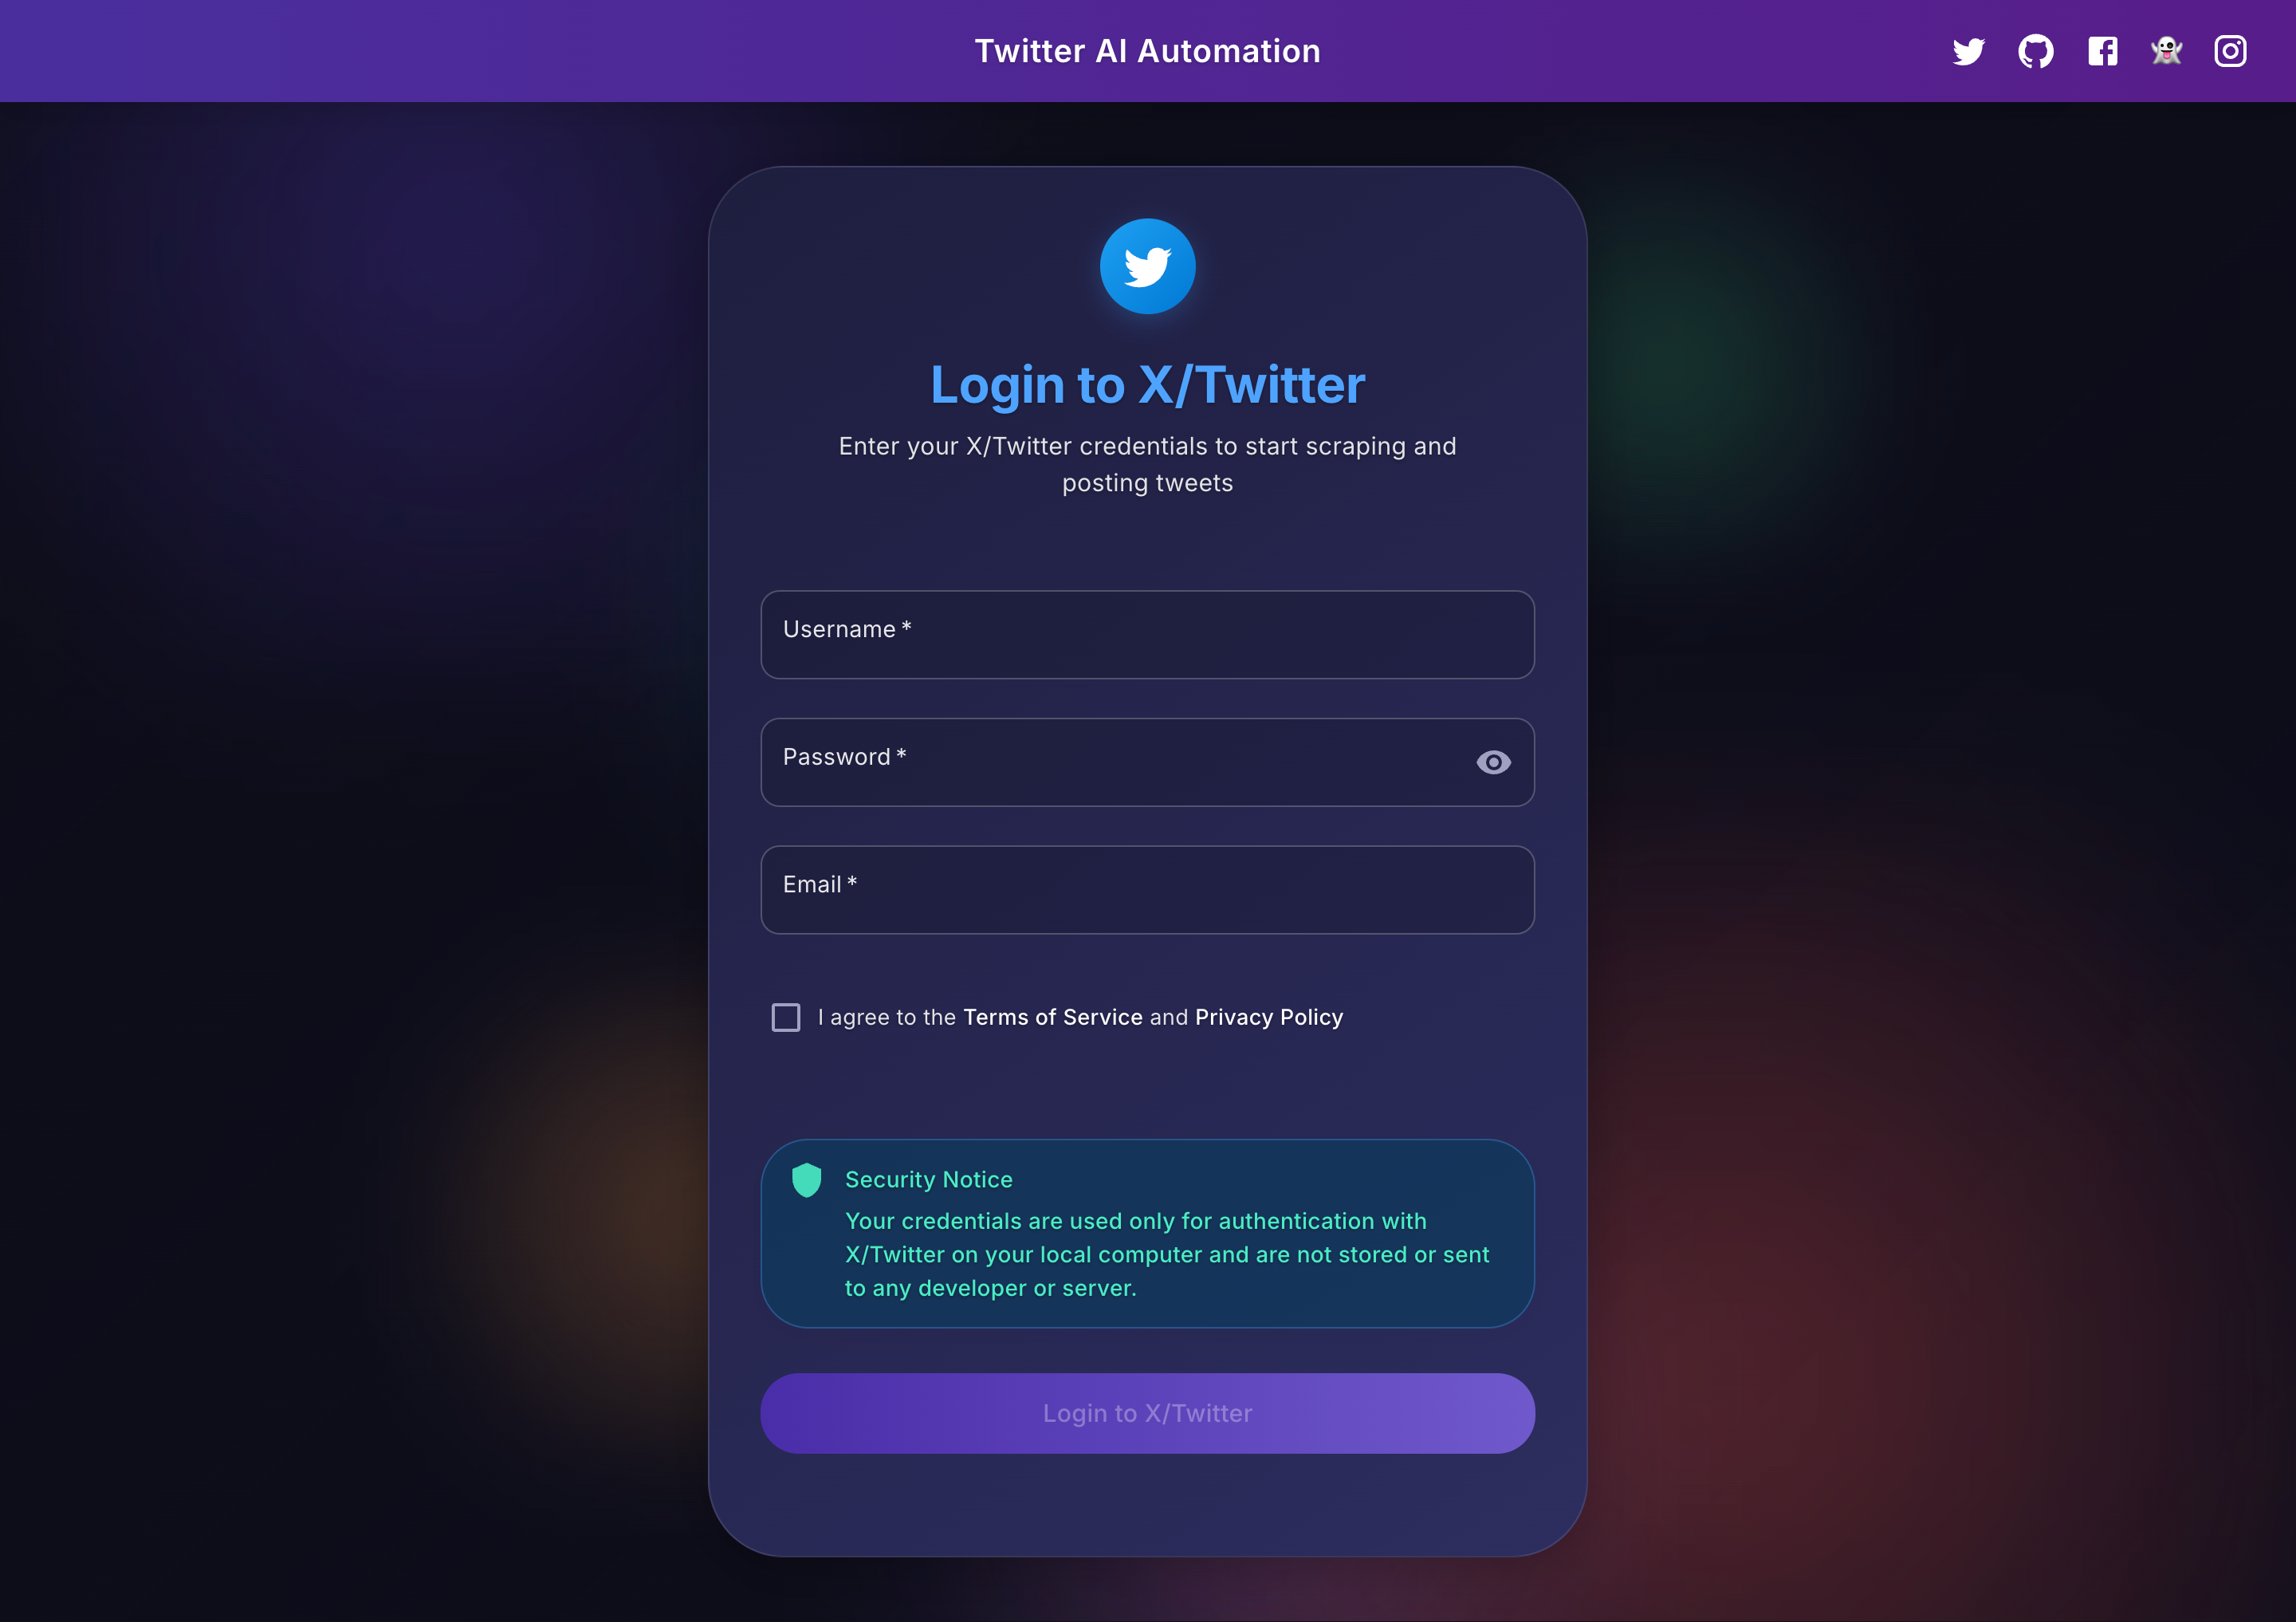 Twitter AI Automation
Login to X/Twitter
Enter your X/Twitter credentials to start scraping and
posting tweets
Username *
Password *
Email *
I agree to the Terms of Service and Privacy Policy
Security Notice
Your credentials are used only for authentication with
X/Twitter on your local computer and are not stored or sent
to any developer or server.
Login to X/Twitter